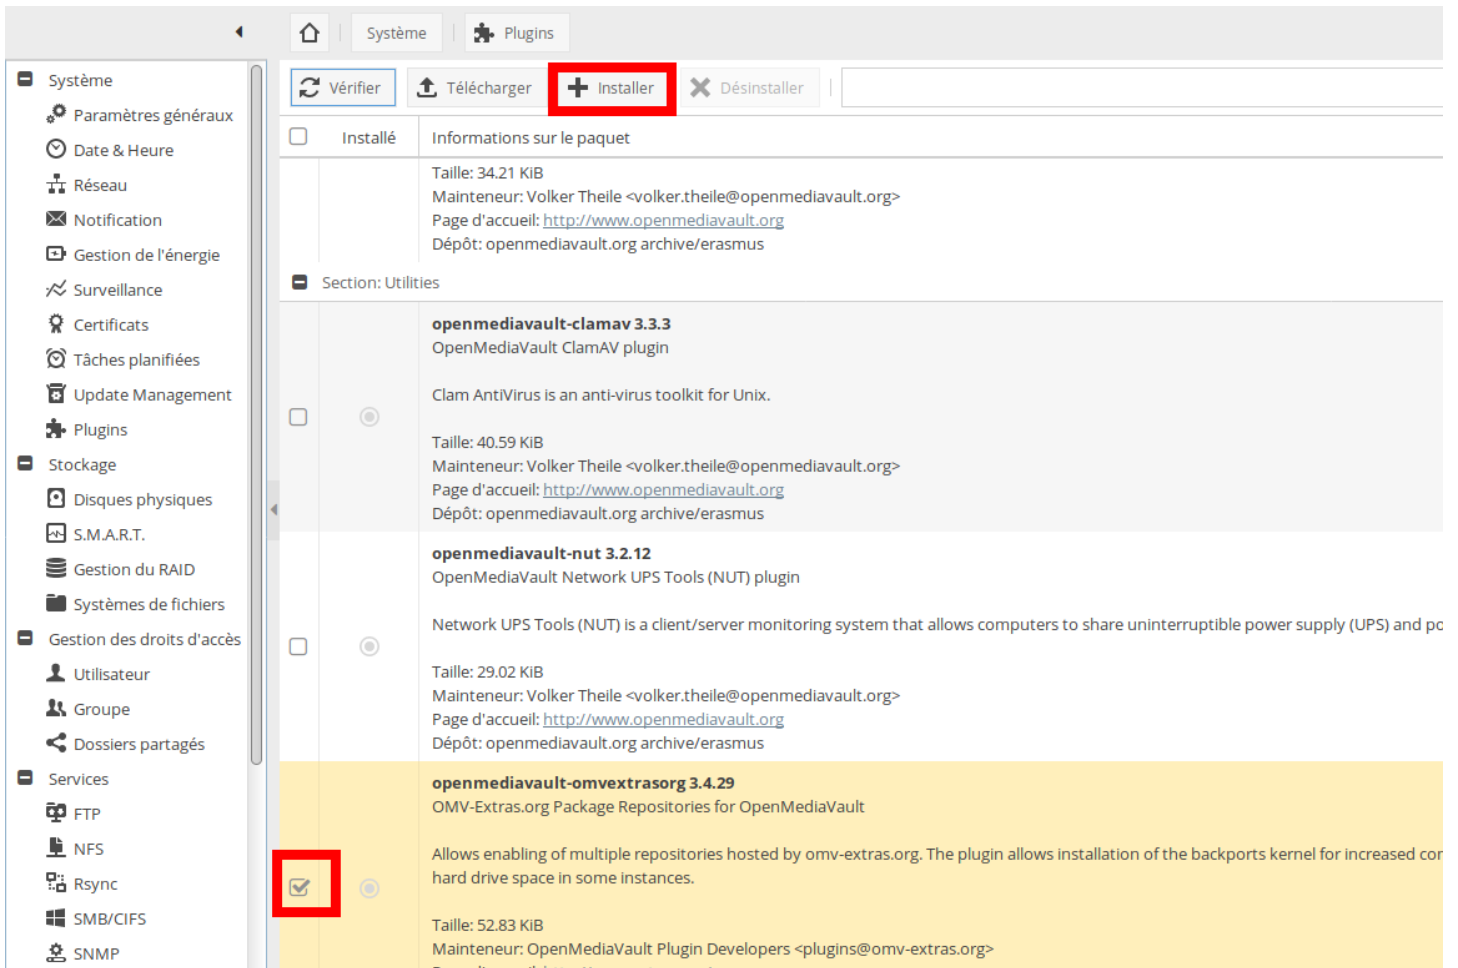 Système
Plugins
Vérifier
Télécharger
Installer
Désinstaller
Système
Paramètres généraux
Date & Heure
Réseau
Notification
Gestion de l'énergie
Surveillance
Certificats
Tâches planifiées
Update Management
Plugins
Stockage
Disques physiques
S.M.A.R.T.
Gestion du RAID
Systèmes de fichiers
Gestion des droits d'accès
Utilisateur
Groupe
Dossiers partagés
Services
FTP
NFS
Rsync
SMB/CIFS
SNMP
Installé
Informations sur le paquet
Taille: 34.21 KiB
Mainteneur: Volker Theile <volker.theile@openmediavault.org>
Page d'accueil: http://www.openmediavault.org
Dépôt: openmediavault.org archive/erasmus
Section: Utilities
openmediavault-clamav 3.3.3
OpenMediaVault ClamAV plugin
Clam AntiVirus is an anti-virus toolkit for Unix.
Taille: 40.59 KiB
Mainteneur: Volker Theile <volker.theile@openmediavault.org>
Page d'accueil: http://www.openmediavault.org
Dépôt: openmediavault.org archive/erasmus
openmediavault-nut 3.2.12
OpenMediaVault Network UPS Tools (NUT) plugin
Network UPS Tools (NUT) is a client/server monitoring system that allows computers to share uninterruptible power supply (UPS) and po
Taille: 29.02 KiB
Mainteneur: Volker Theile <volker.theile@openmediavault.org>
Page d'accueil: http://www.openmediavault.org
Dépôt: openmediavault.org archive/erasmus
openmediavault-omvextrasorg 3.4.29
OMV-Extras.org Package Repositories for OpenMediaVault
Allows enabling of multiple repositories hosted by omv-extras.org. The plugin allows installation of the backports kernel for increased cor
hard drive space in some instances.
Taille: 52.83 KiB
Mainteneur: OpenMediaVault Plugin Developers <plugins@omv-extras.org>